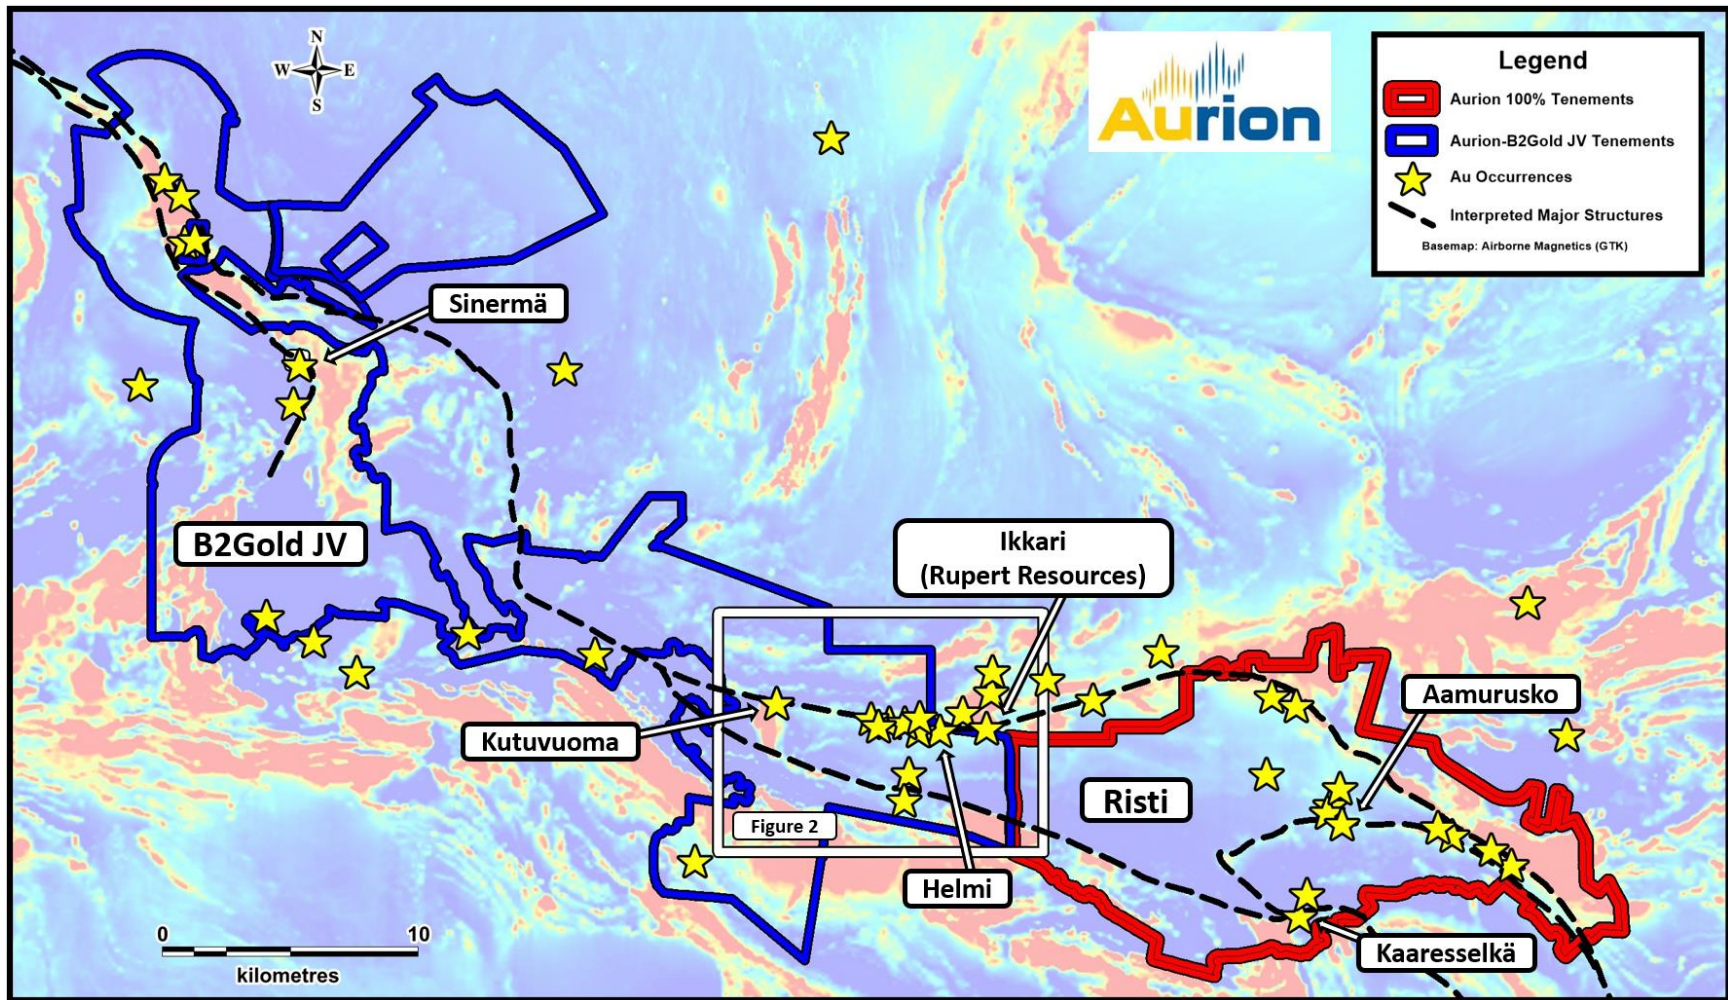 N
W E
S
Aurion
Legend
Aurion 100% Tenements
Aurion-B2Gold JV Tenements
Au Occurrences
Interpreted Major Structures
Basemap: Airborne Magnetics (GTK)
Sinermä
B2Gold JV
Ikkari
(Rupert Resources)
Aamurusko
Kutuvuoma
Risti
Figure 2
Helmi
Kaaresselkä
0 10
kilometres